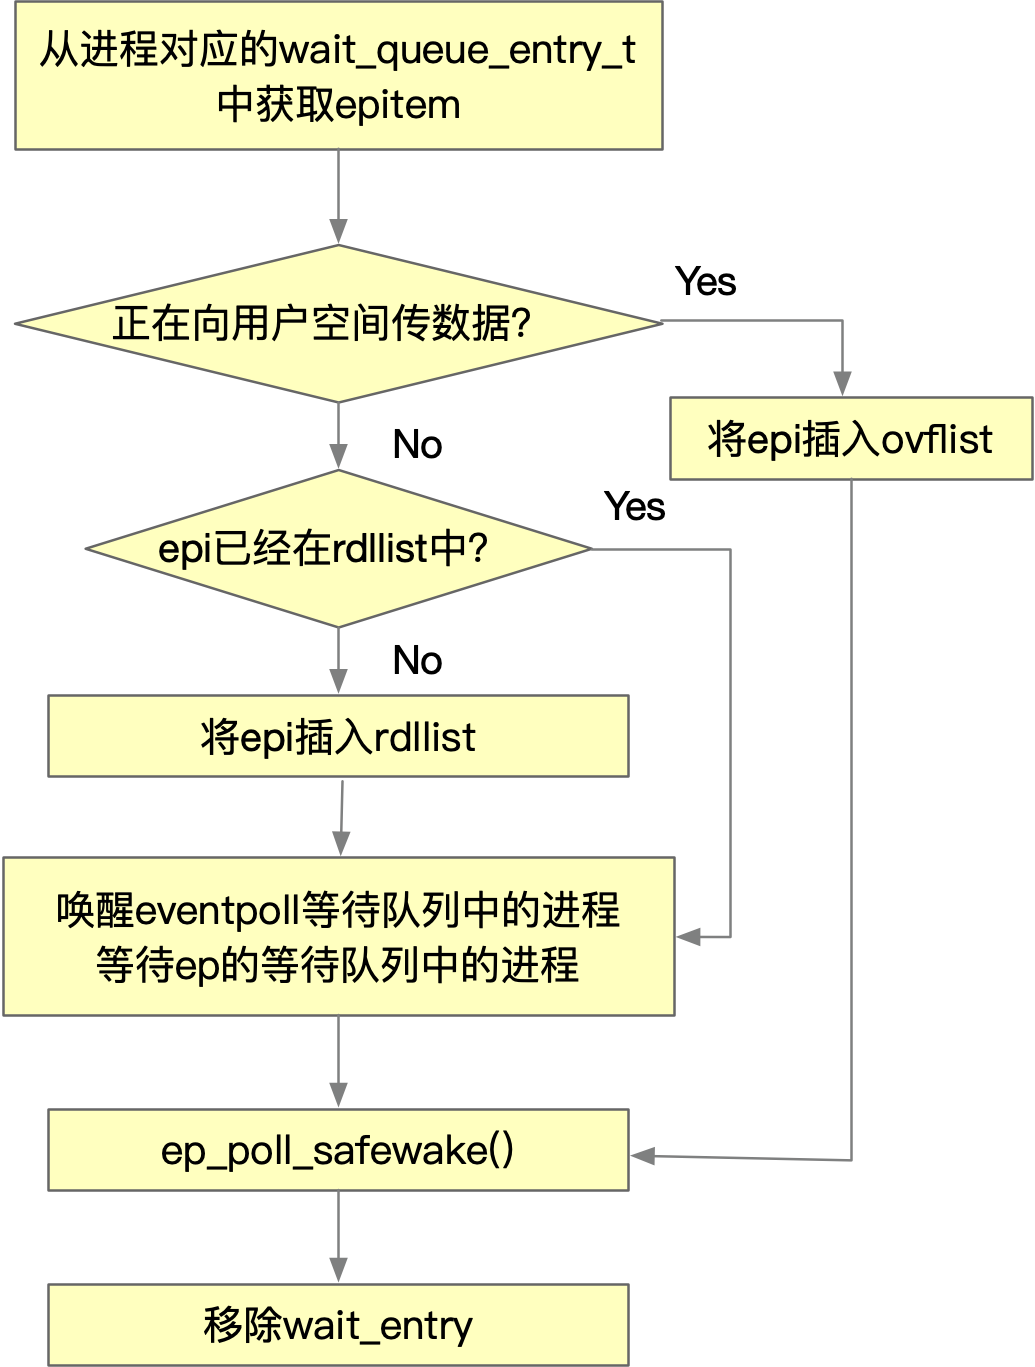 从进程对应的wait_queue_entry_t
中获取epitem
正在向用户空间传数据？
Yes
No
将epi插入ovflist
epi已经在rdllist中？
Yes
No
将epi插入rdllist
唤醒eventpoll等待队列中的进程
等待ep的等待队列中的进程
ep_poll_safewake()
移除wait_entry